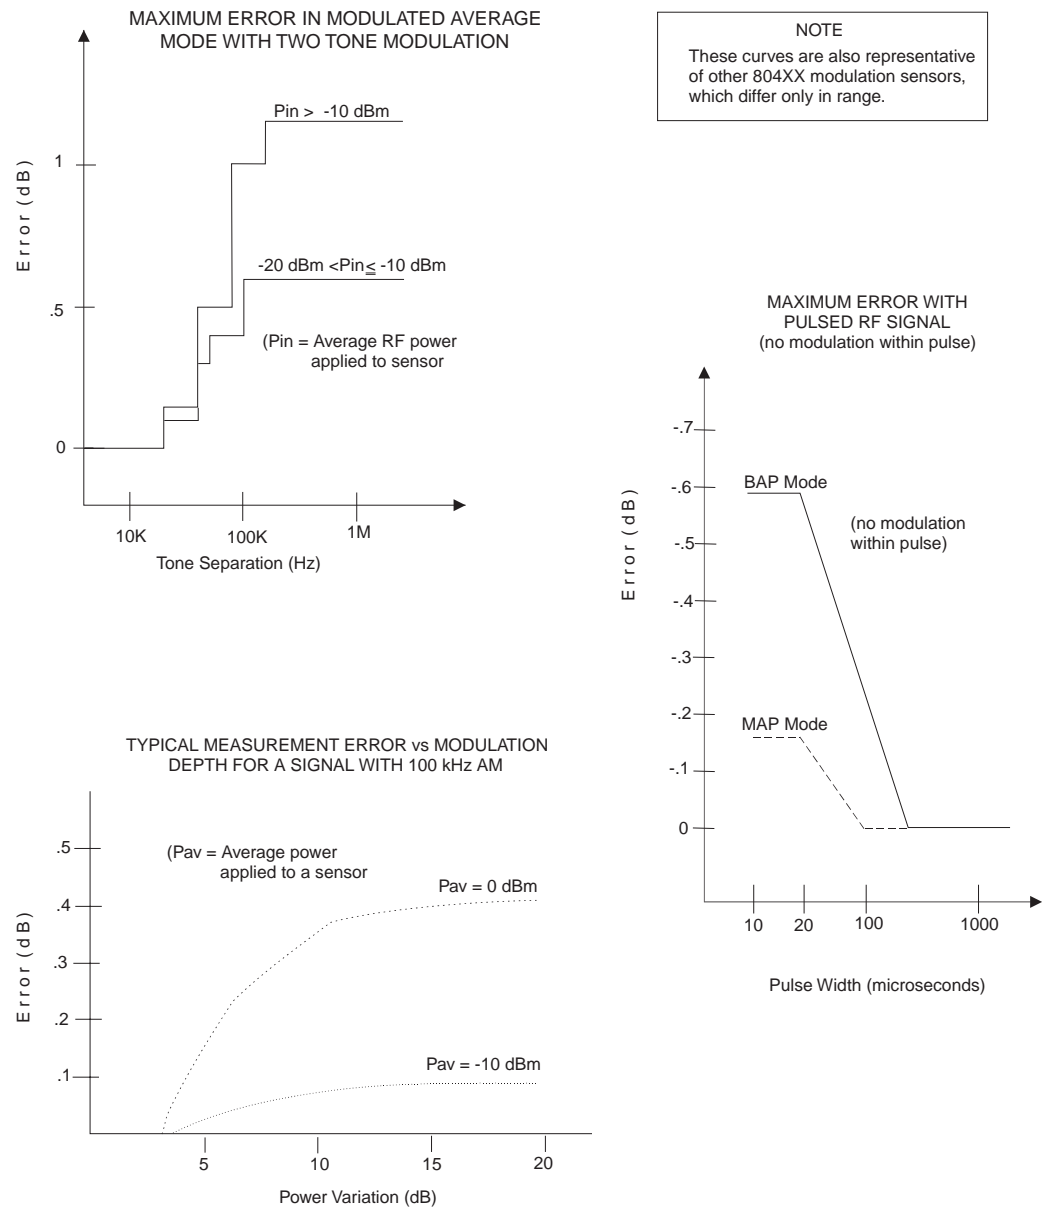 MAXIMUM ERROR IN MODULATED AVERAGE
MODE WITH TWO TONE MODULATION
Error (dB)
1
.5
0
Pin > -10 dBm
-20 dBm <Pin≤ -10 dBm
(Pin = Average RF power
applied to sensor
10K
100K
1M
Tone Separation (Hz)
NOTE
These curves are also representative
of other 804XX modulation sensors,
which differ only in range.
MAXIMUM ERROR WITH
PULSED RF SIGNAL
(no modulation within pulse)
Error (dB)
-.7
-.6
-.5
-.4
-.3
-.2
-.1
0
BAP Mode
(no modulation
within pulse)
MAP Mode
10
20
100
1000
Pulse Width (microseconds)
TYPICAL MEASUREMENT ERROR vs MODULATION
DEPTH FOR A SIGNAL WITH 100 kHz AM
Error (dB)
.5
.4
.3
.2
.1
(Pav = Average power
applied to a sensor
Pav = 0 dBm
Pav = -10 dBm
5
10
15
20
Power Variation (dB)